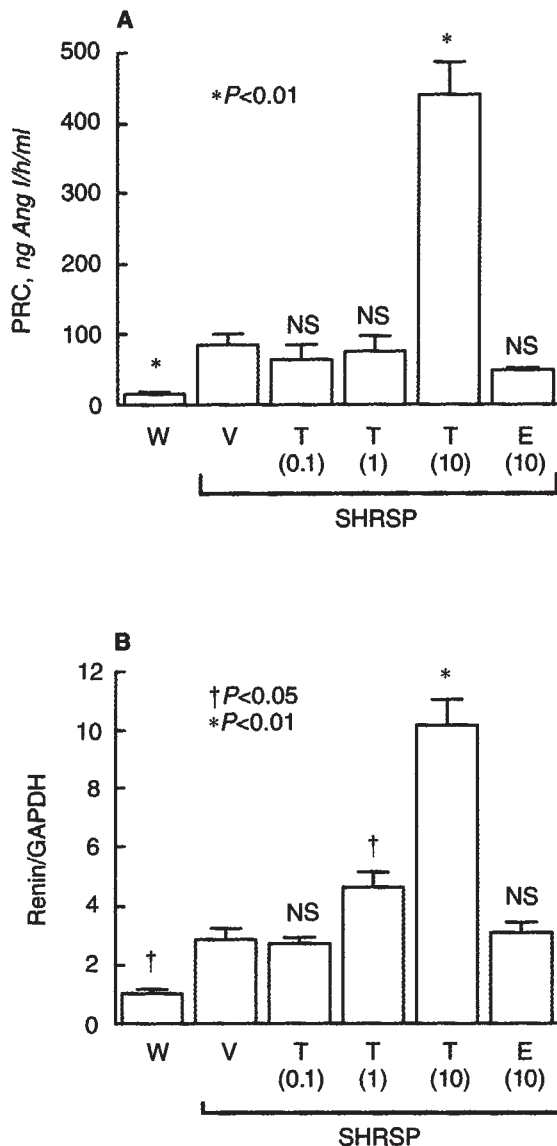 A
500
400
300
200
100
0
PRC, ng Ang I/h/ml
*P<0.01
*
NS
NS
*
NS
W V T T T E
(0.1) (1) (10) (10)
SHRSP
B
12
10
8
6
4
2
0
Renin/GAPDH
†P<0.05
*P<0.01
†
NS
†
*
NS
W V T T T E
(0.1) (1) (10) (10)
SHRSP